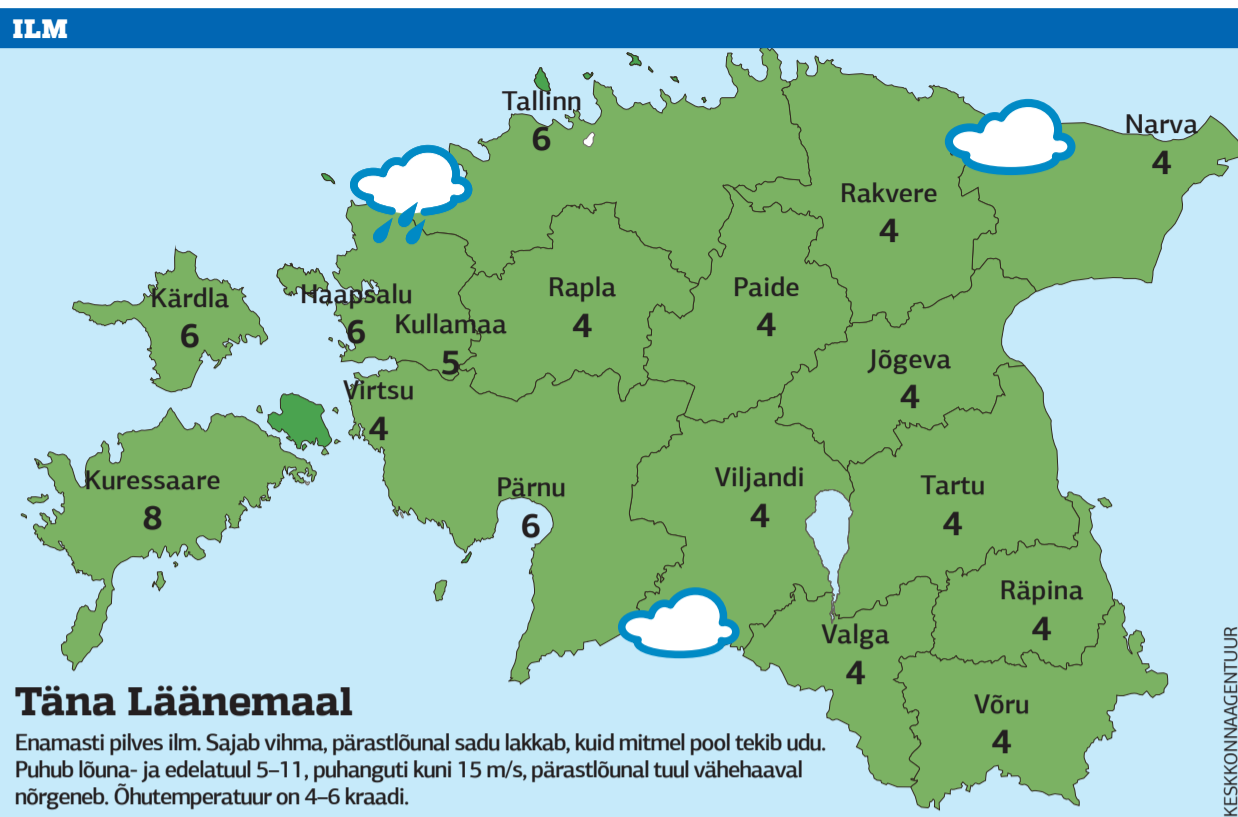 ILM
Tallinn
6
Narva
4
Rakvere
4
Kärdla
6
Haapsalu
6
Kullamaa
5
Rapla
4
Paide
4
Jõgeva
4
Virtsu
4
Kuressaare
8
Pärnu
6
Viljandi
4
Tartu
4
Räpina
4
Valga
4
Võru
4
Täna Läänemaal
Enamasti pilves ilm. Sajab vihma, pärastlõunal sadu lakkab, kuid mitmel pool tekib udu.
Puhub lõuna- ja edelatuul 5–11, puhanguti kuni 15 m/s, pärastlõunal tuul vähehaaval
nõrgeneb. Õhutemperatuur on 4–6 kraadi.
KESKKONNAAGENTUUR